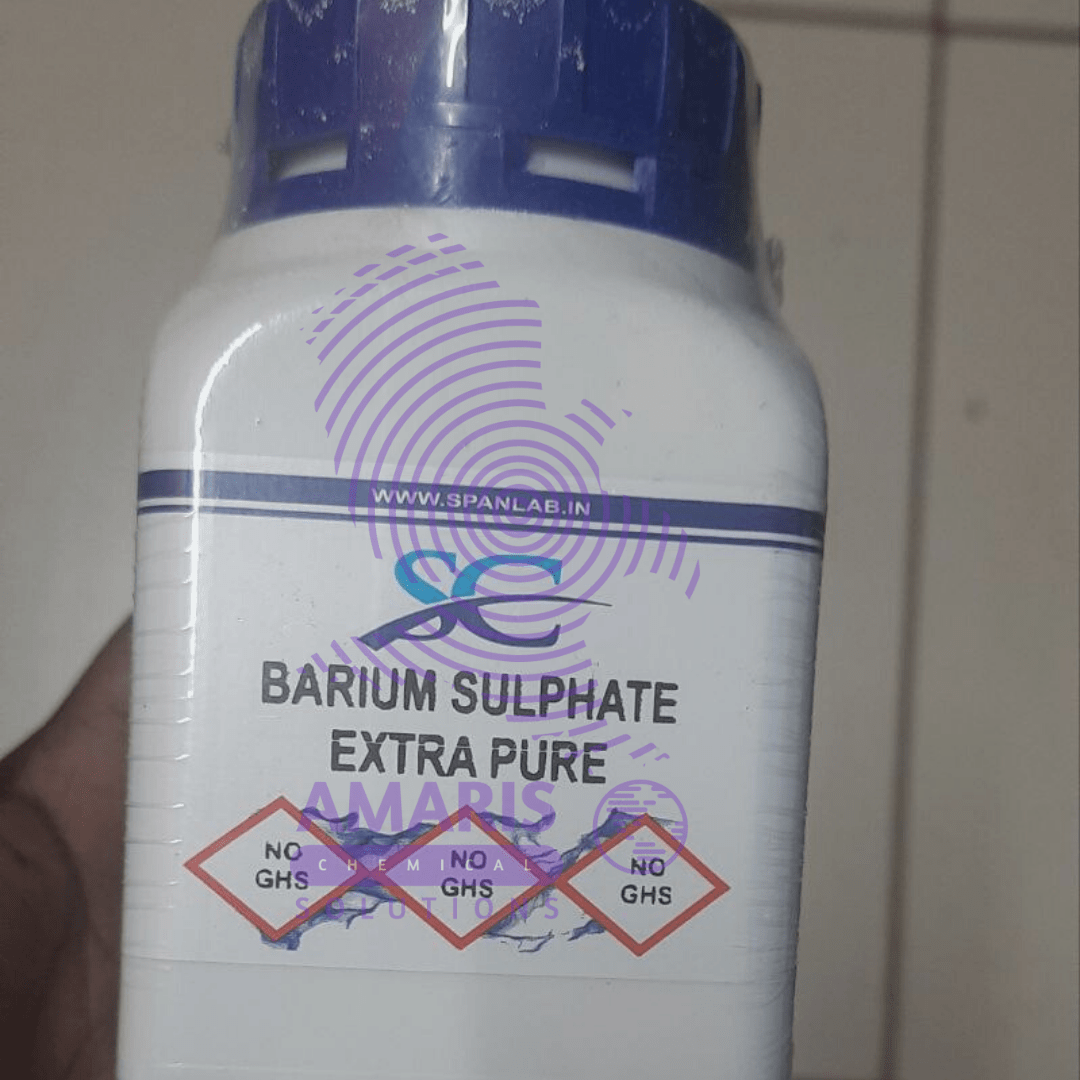 WWW.SPANLAB.IN
SC
BARIUM SULPHATE
EXTRA PURE
AMARIS
CHEMICAL
SOLUTIONS
NO
GHS
NO
GHS
NO
GHS